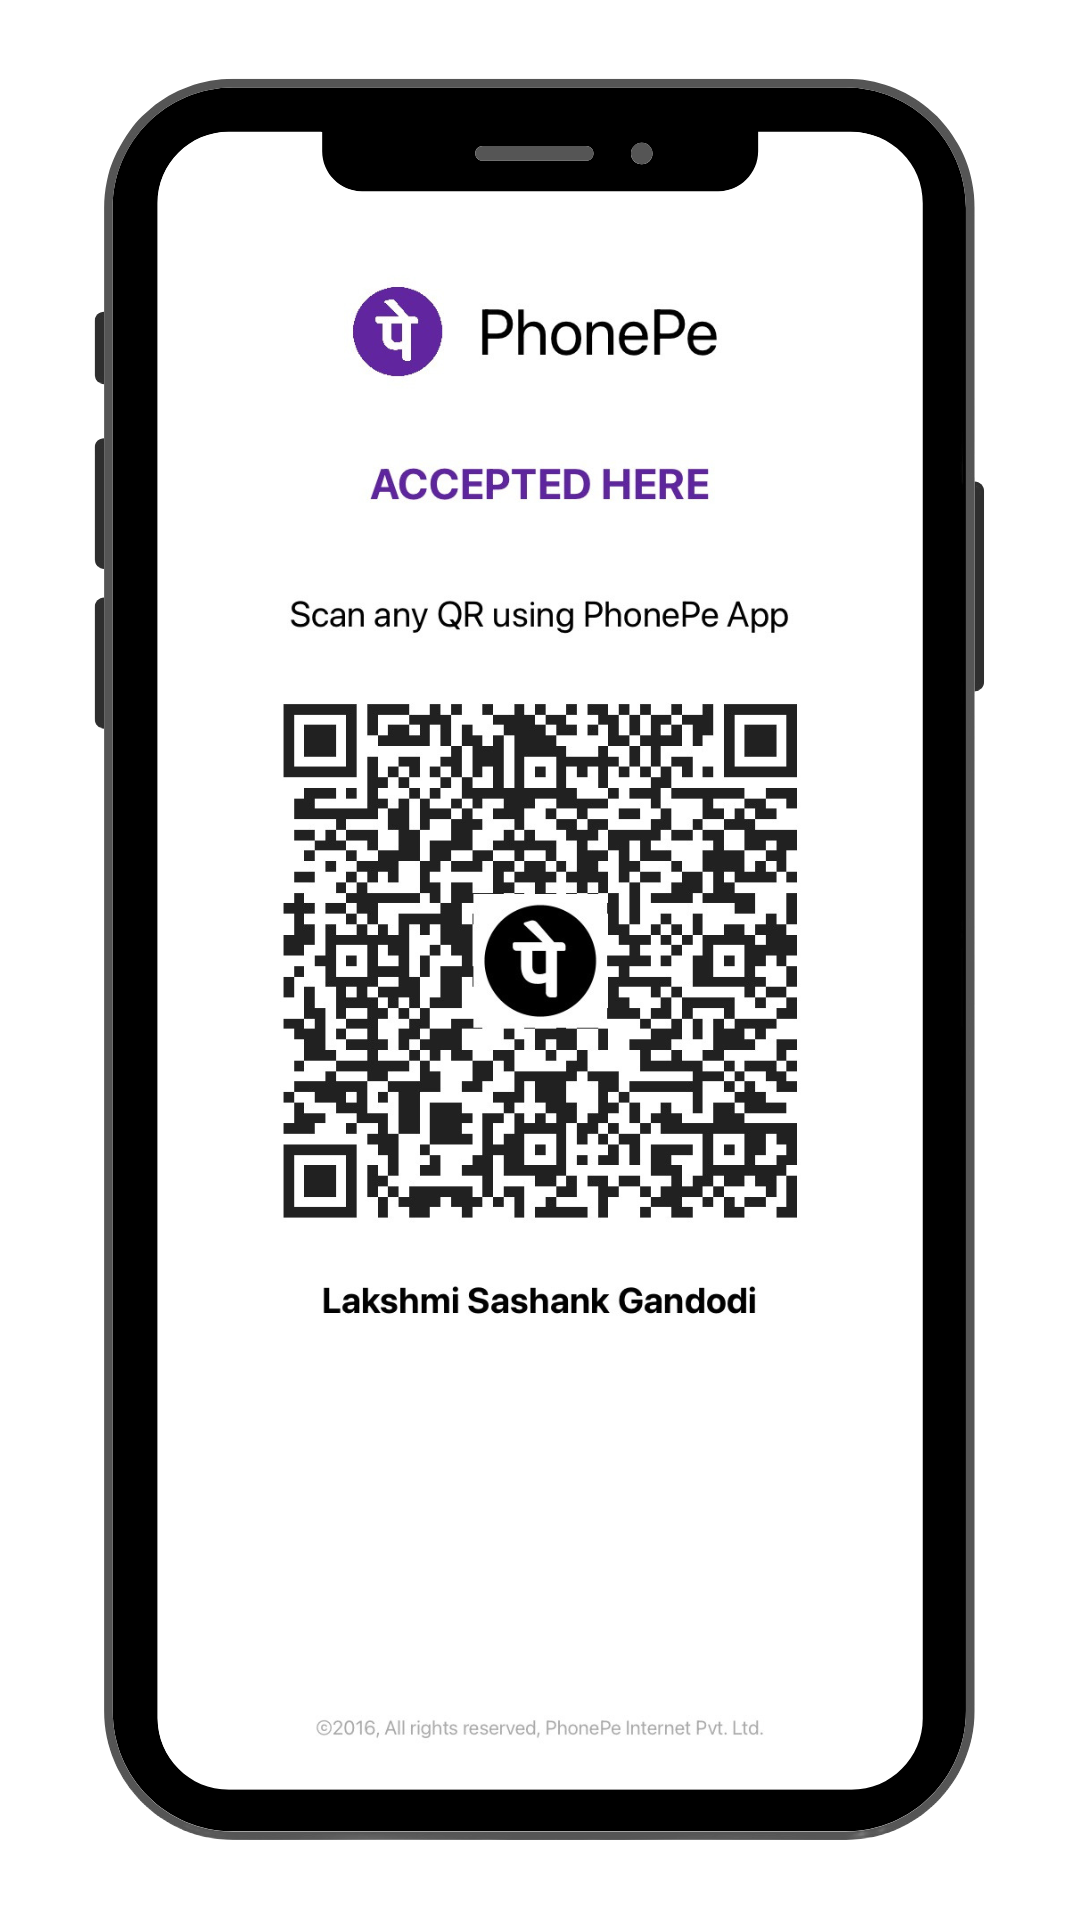 पे PhonePe
ACCEPTED HERE
Scan any QR using PhonePe App
पे
Lakshmi Sashank Gandodi
©2016, All rights reserved, PhonePe Internet Pvt. Ltd.